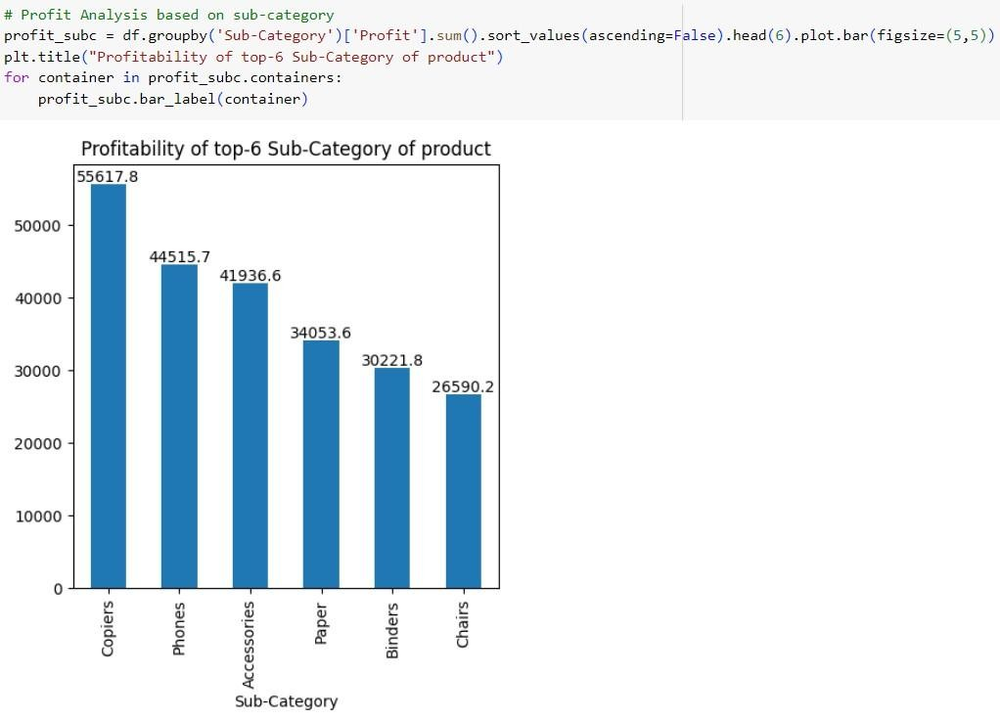 # Profit Analysis based on sub-category
profit_subc = df.groupby('Sub-Category')['Profit'].sum().sort_values(ascending=False).head(6).plot.bar(figsize=(5,5))
plt.title("Profitability of top-6 Sub-Category of product")
for container in profit_subc.containers:
    profit_subc.bar_label(container)
Profitability of top-6 Sub-Category of product
55617.8
50000
44515.7
41936.6
40000
34053.6
30221.8
30000
26590.2
20000
10000
0
Copiers
Phones
Accessories
Paper
Binders
Chairs
Sub-Category